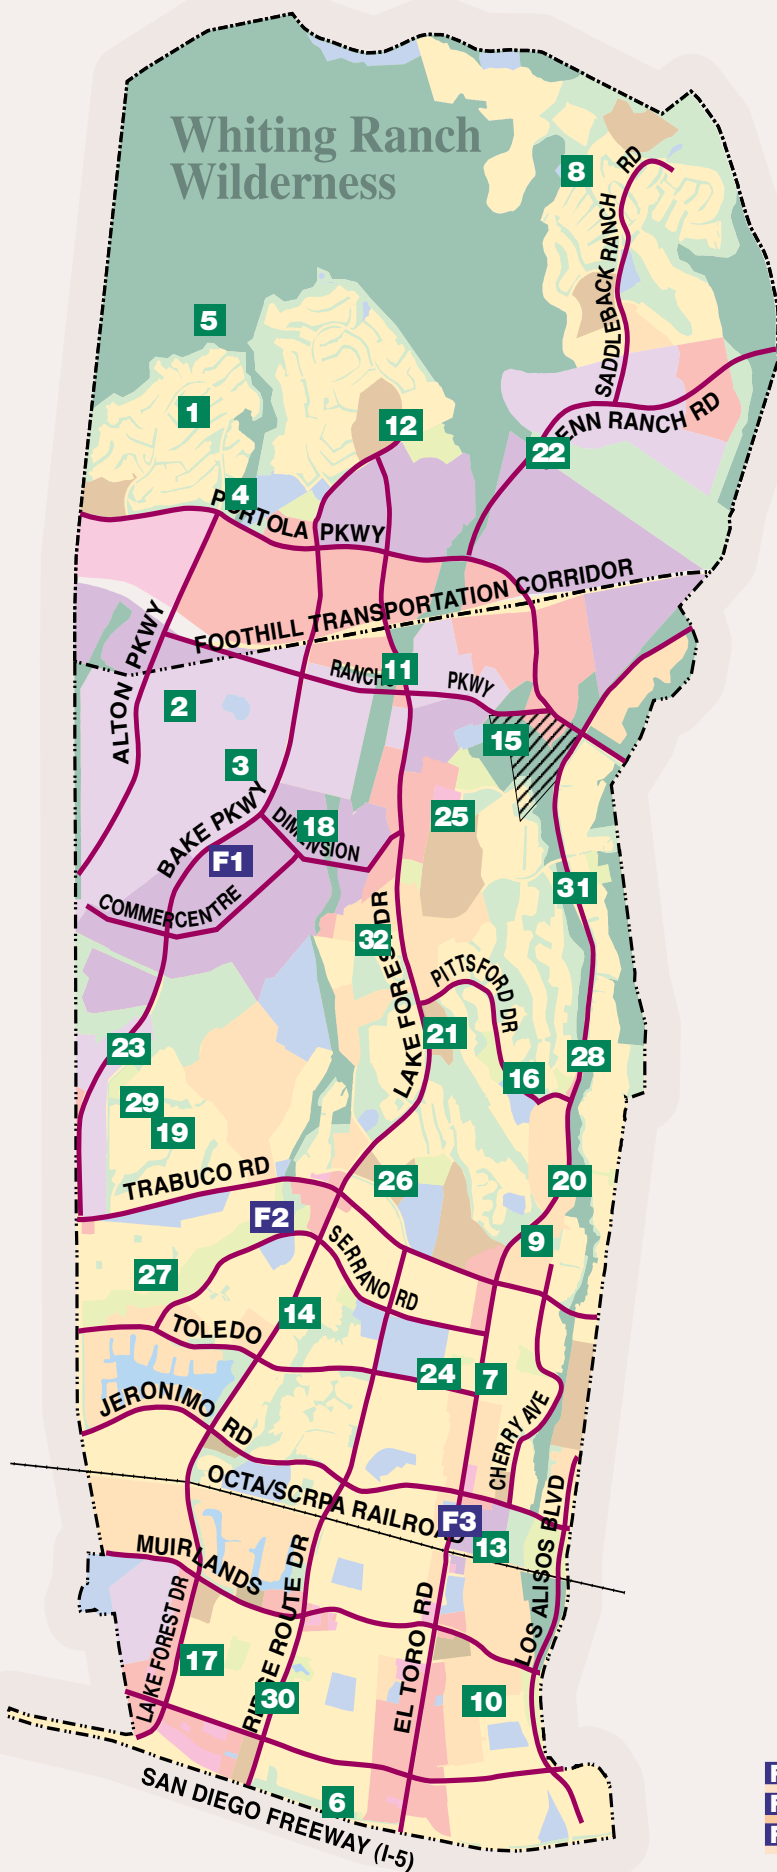 Whiting Ranch
Wilderness
8
SADDLEBACK RANCH RD
5
1
12
ENN RANCH RD
22
4
PORTOLA PKWY
FOOTHILL TRANSPORTATION CORRIDOR
ALTON PKWY
11
RANCHO PKWY
2
15
3
BAKE PKWY
DIMENSION
18
25
F1
COMMERCENTRE
31
32
LAKE FOREST DR
PITTSFORD DR
21
23
28
16
29
19
TRABUCO RD
26
20
F2
9
SERRANO RD
27
14
TOLEDO
24
7
JERONIMO RD
CHERRY AVE
OCTA/SCRPA RAILROAD
F3
13
LOS ALISOS BLVD
MUIRLANDS
LAKE FOREST DR
RIDGE ROUTE DR
EL TORO RD
17
30
10
6
SAN DIEGO FREEWAY (I-5)